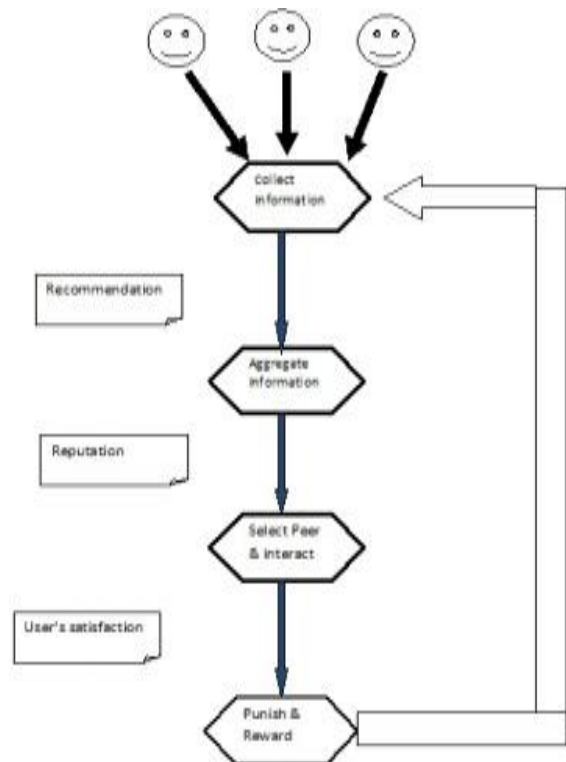 Collect
Information
Recommendation
Aggregate
Information
Reputation
Select Peer
& Interact
User's satisfaction
Punish &
Reward